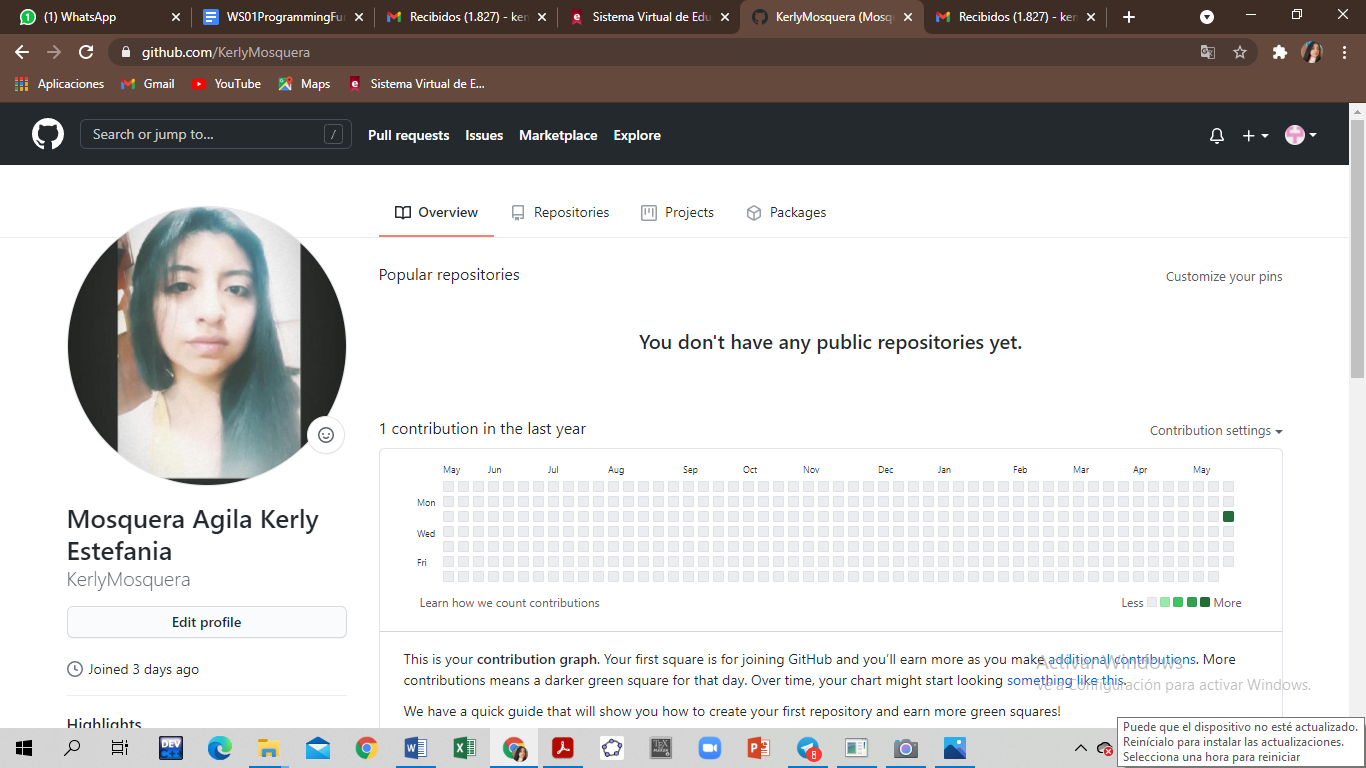 (1) WhatsApp
WS01ProgrammingFu
Recibidos (1.827) - ken
Sistema Virtual de Edu
KerlyMosquera (Mosq
Recibidos (1.827) - ken
github.com/KerlyMosquera
Aplicaciones
Gmail
YouTube
Maps
Sistema Virtual de E...
Search or jump to...
/
Pull requests
Issues
Marketplace
Explore
Overview
Repositories
Projects
Packages
Popular repositories
Customize your pins
You don't have any public repositories yet.
1 contribution in the last year
Contribution settings
May Jun Jul Aug Sep Oct Nov Dec Jan Feb Mar Apr May
Mon
Wed
Fri
Learn how we count contributions
Less
More
Mosquera Agila Kerly
Estefania
KerlyMosquera
Edit profile
Joined 3 days ago
Highlights
This is your contribution graph. Your first square is for joining GitHub and you'll earn more as you make additional contributions. More
contributions means a darker green square for that day. Over time, your chart might start looking something like this.
We have a quick guide that will show you how to create your first repository and earn more green squares!
Activar Windows
Ve a Configuración para activar Windows.
DEV
TEX
MAKER
8
Puede que el dispositivo no esté actualizado.
Reinícialo para instalar las actualizaciones.
Selecciona una hora para reiniciar